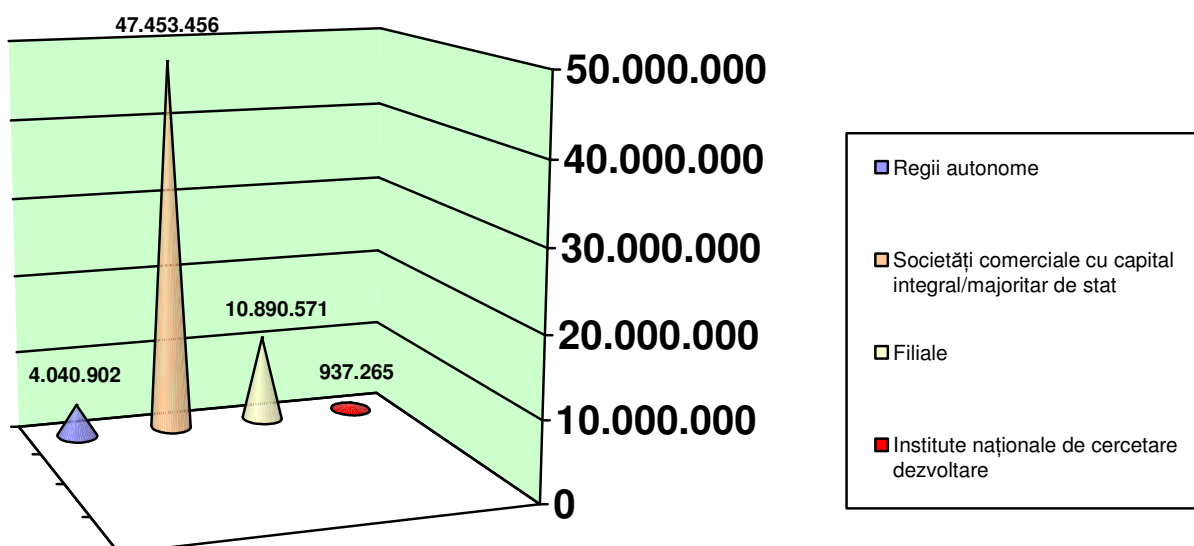 47.453.456
50.000.000
40.000.000
30.000.000
20.000.000
10.000.000
0
10.890.571
4.040.902
937.265
Regii autonome
Societăți comerciale cu capital
integral/majoritar de stat
Filiale
Institute naționale de cercetare
dezvoltare